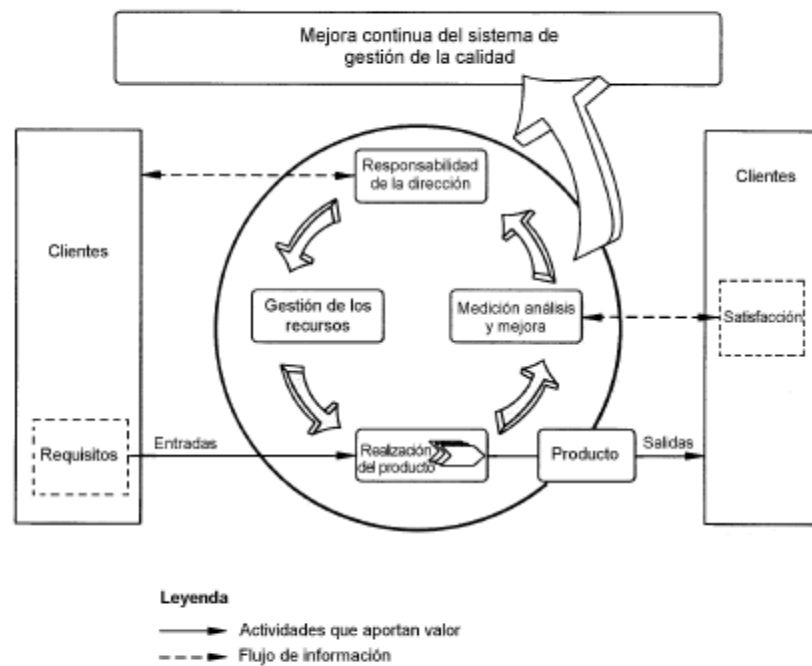 Mejora continua del sistema de
gestión de la calidad
Responsabilidad
de la dirección
Clientes
Clientes
Gestión de los
recursos
Medición análisis
y mejora
Satisfacción
Requisitos
Entradas
Realización
del producto
Producto
Salidas
Leyenda
Actividades que aportan valor
Flujo de información